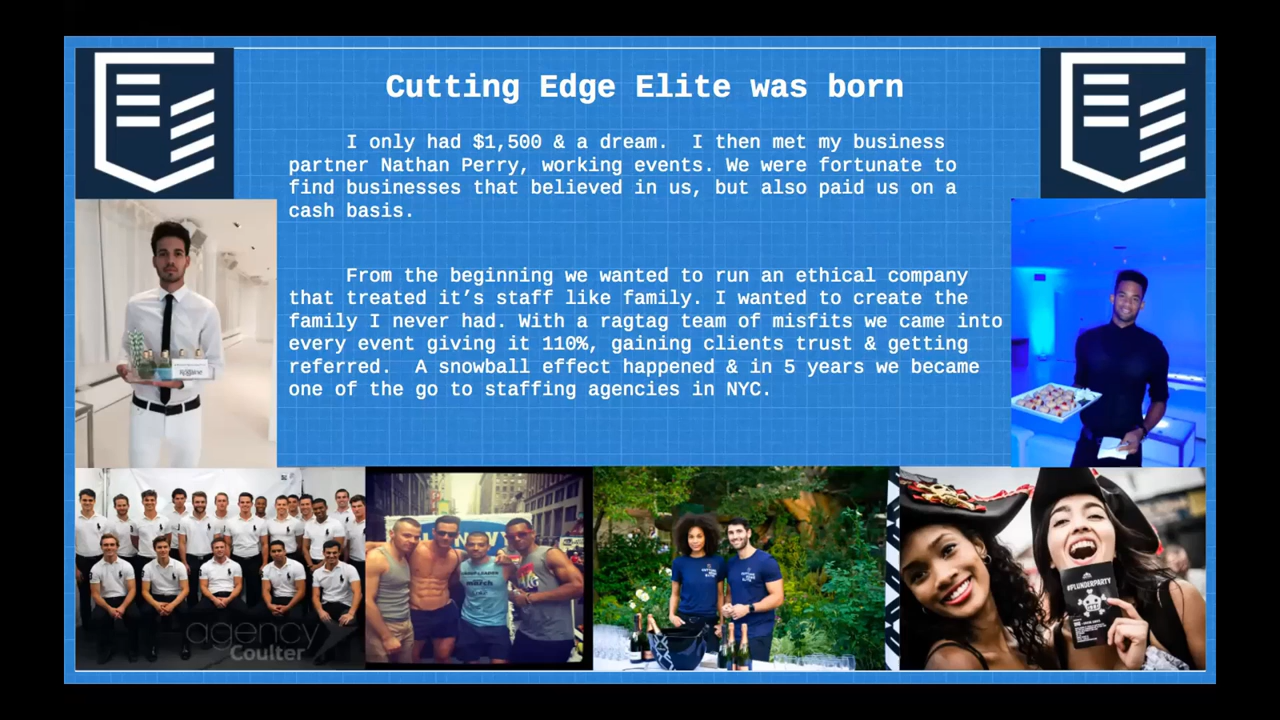 Cutting Edge Elite was born
I only had $1,500 & a dream.  I then met my business
partner Nathan Perry, working events. We were fortunate to
find businesses that believed in us, but also paid us on a
cash basis.
From the beginning we wanted to run an ethical company
that treated it’s staff like family. I wanted to create the
family I never had. With a ragtag team of misfits we came into
every event giving it 110%, gaining clients trust & getting
referred.  A snowball effect happened & in 5 years we became
one of the go to staffing agencies in NYC.
agency
Coulter
#PLUNDERPARTY